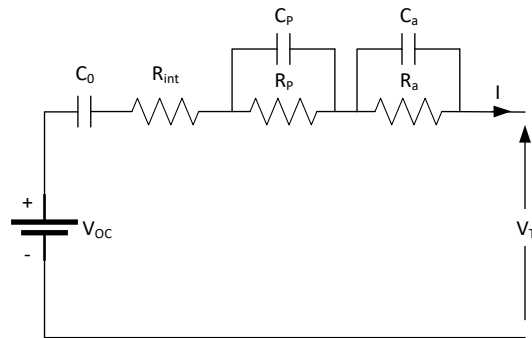 C_P
C_a
C_0
R_int
R_P
R_a
I
+
V_OC
-
V_T